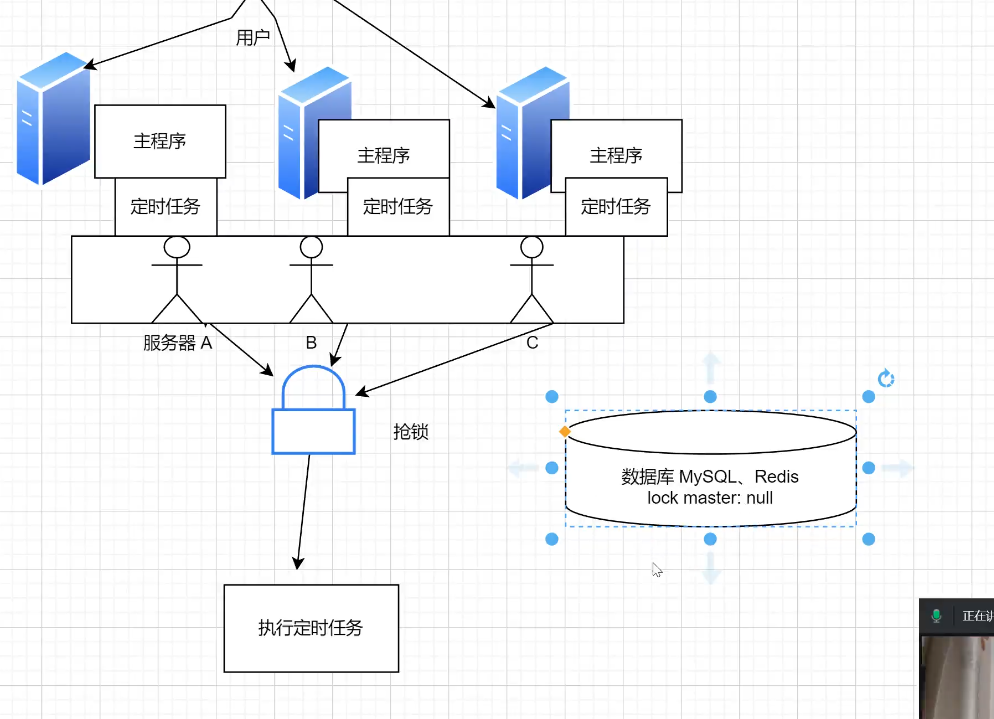 用户
主程序
主程序
主程序
定时任务
定时任务
定时任务
服务器 A
B
C
抢锁
数据库 MySQL、Redis
lock master: null
执行定时任务
正在讲